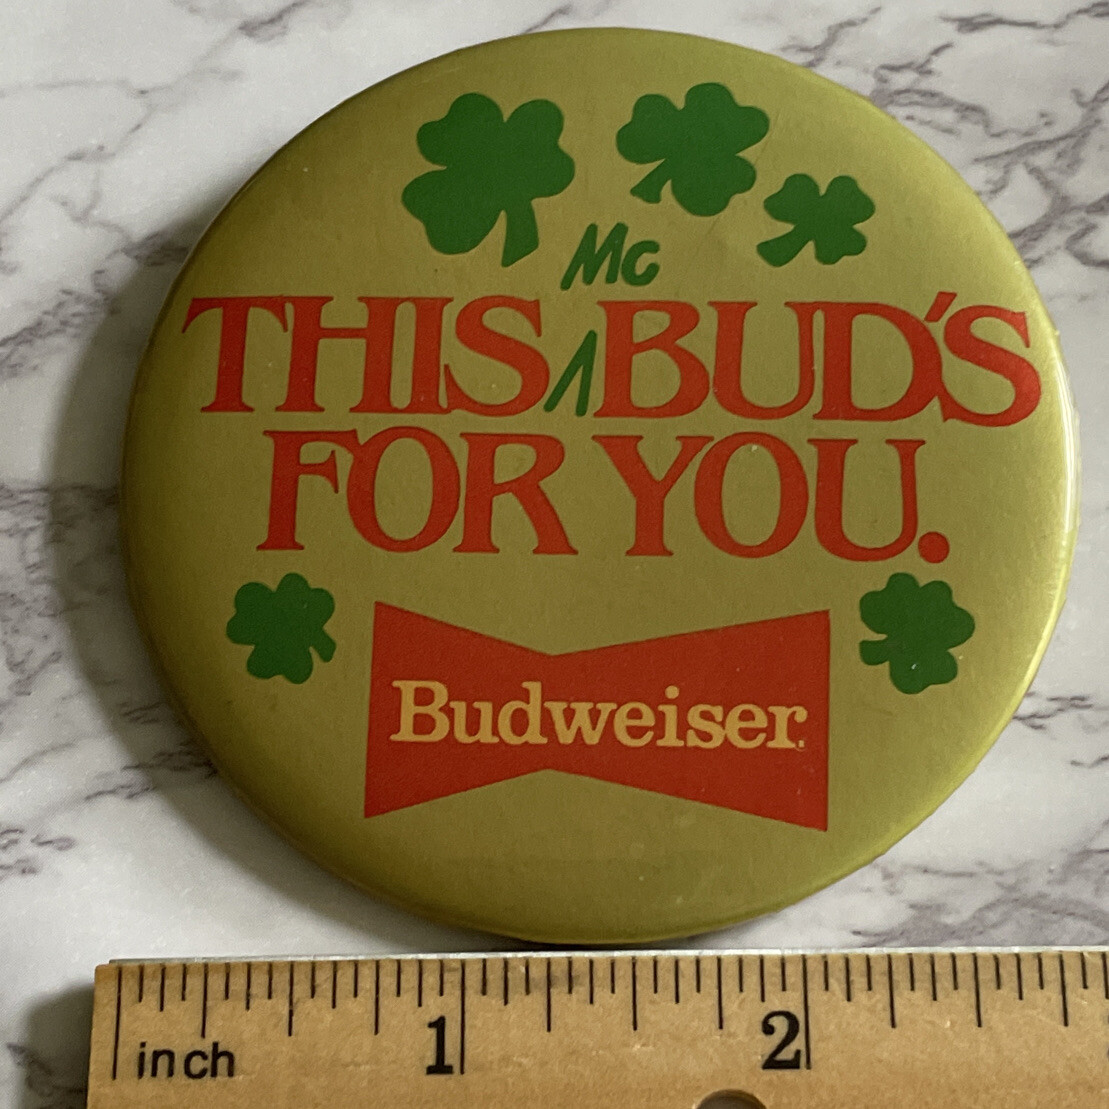 Mc
THIS ^ BUD'S
FOR YOU.
Budweiser.
inch 1 2